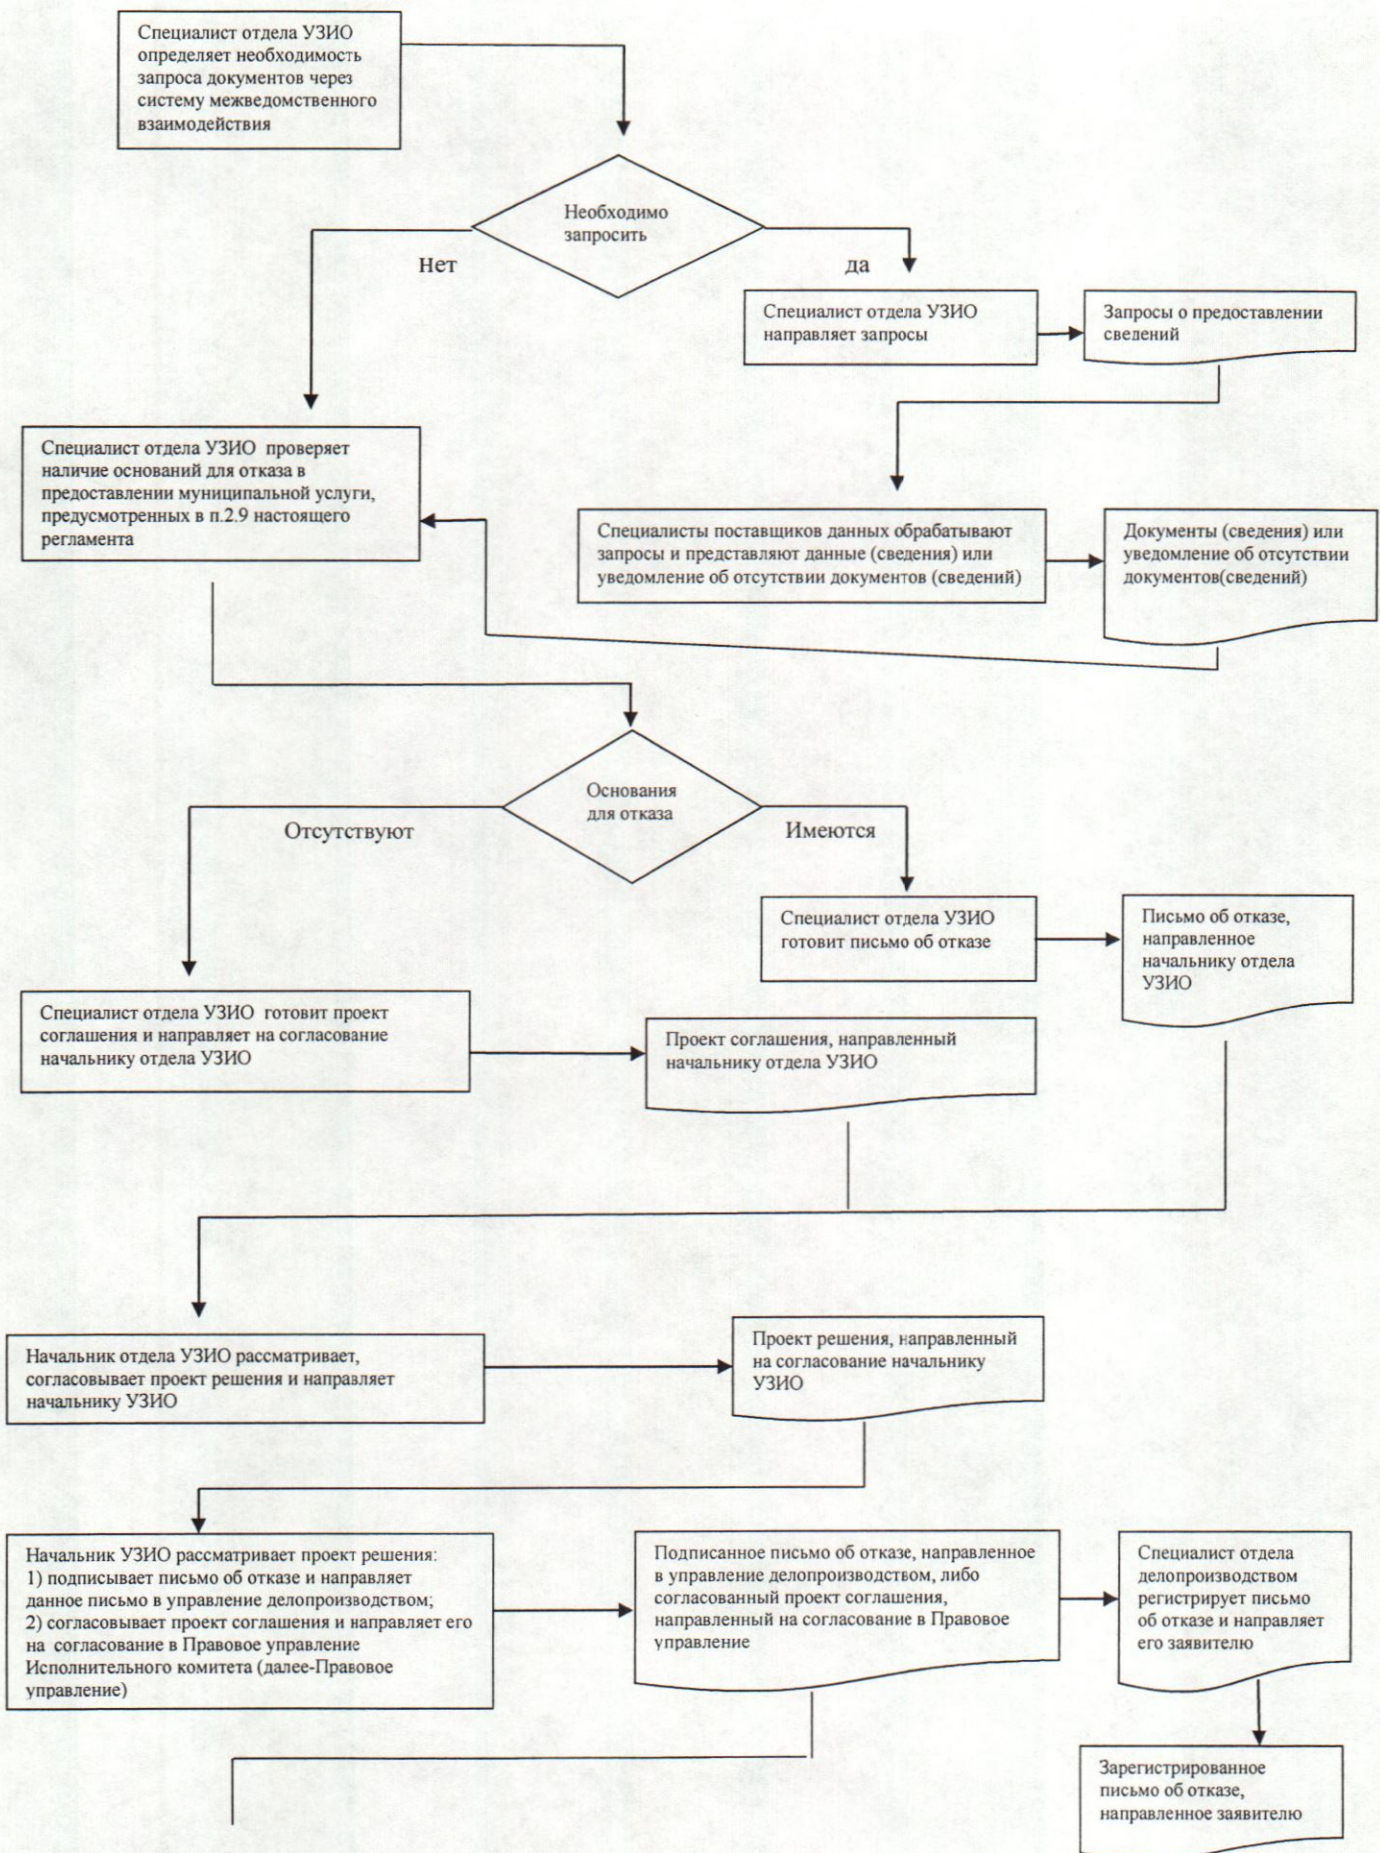 Специалист отдела УЗИО
определяет необходимость
запроса документов через
систему межведомственного
взаимодействия
Необходимо
запросить
Нет
да
Специалист отдела УЗИО
направляет запросы
Запросы о предоставлении
сведений
Специалист отдела УЗИО проверяет
наличие оснований для отказа в
предоставлении муниципальной услуги,
предусмотренных в п.2.9 настоящего
регламента
Специалисты поставщиков данных обрабатывают
запросы и представляют данные (сведения) или
уведомление об отсутствии документов (сведений)
Документы (сведения) или
уведомление об отсутствии
документов(сведений)
Основания
для отказа
Отсутствуют
Имеются
Специалист отдела УЗИО
готовит письмо об отказе
Письмо об отказе,
направленное
начальнику отдела
УЗИО
Специалист отдела УЗИО готовит проект
соглашения и направляет на согласование
начальнику отдела УЗИО
Проект соглашения, направленный
начальнику отдела УЗИО
Начальник отдела УЗИО рассматривает,
согласовывает проект решения и направляет
начальнику УЗИО
Проект решения, направленный
на согласование начальнику
УЗИО
Начальник УЗИО рассматривает проект решения:
1) подписывает письмо об отказе и направляет
данное письмо в управление делопроизводством;
2) согласовывает проект соглашения и направляет его
на согласование в Правовое управление
Исполнительного комитета (далее-Правовое
управление)
Подписанное письмо об отказе, направленное
в управление делопроизводством, либо
согласованный проект соглашения,
направленный на согласование в Правовое
управление
Специалист отдела
делопроизводством
регистрирует письмо
об отказе и направляет
его заявителю
Зарегистрированное
письмо об отказе,
направленное заявителю